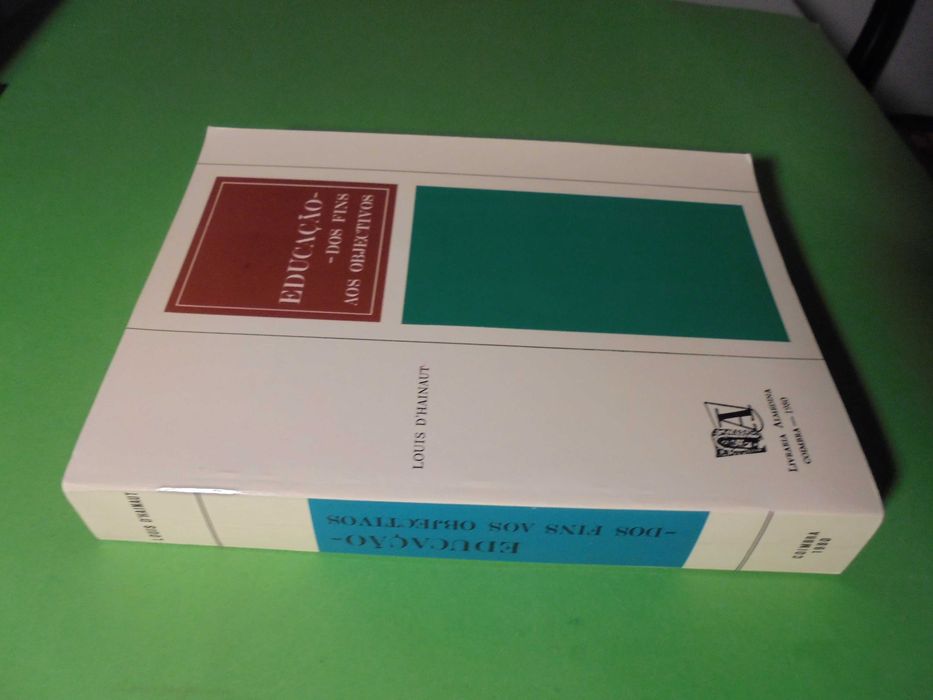 EDUCAÇÃO-
-DOS FINS
AOS OBJECTIVOS
LOUIS D'HAINAUT
A
LIVRARIA ALMEDINA
COIMBRA — 1980
LOUIS D'HAINAUT
EDUCAÇÃO-
-DOS FINS AOS OBJECTIVOS
COIMBRA
1980